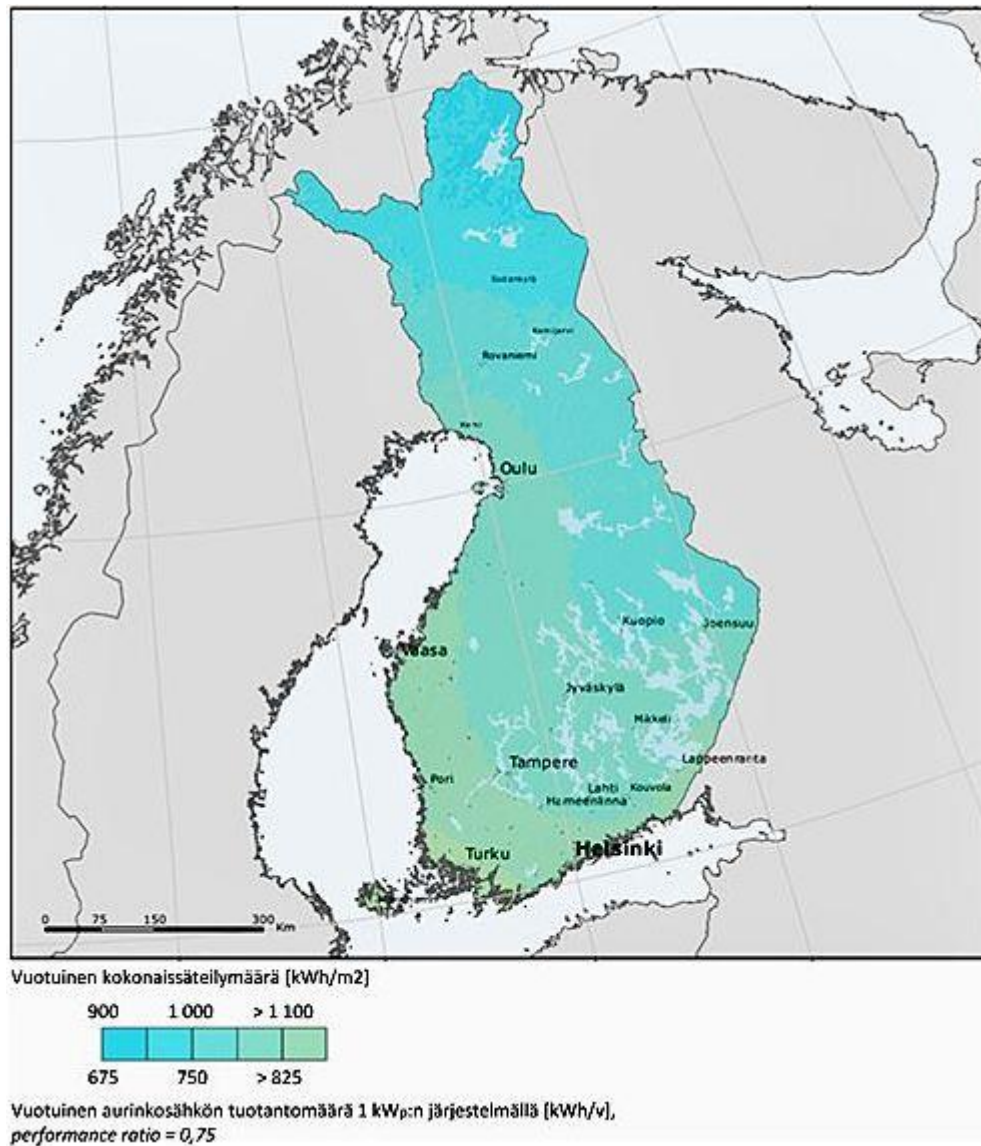 Sodankylä
Kemijärvi
Rovaniemi
Kemi
Oulu
Kuopio
Joensuu
Vaasa
Jyväskylä
Mikkeli
Lappeenranta
Tampere
Pori
Lahti
Kouvola
Hämeenlinna
Helsinki
Turku
0 75 150 300
Km
Vuotuinen kokonaissäteilymäärä [kWh/m2]
900 1 000 > 1 100
675 750 > 825
Vuotuinen aurinkosähkön tuotantomäärä 1 kWp:n järjestelmällä [kWh/v],
performance ratio = 0,75